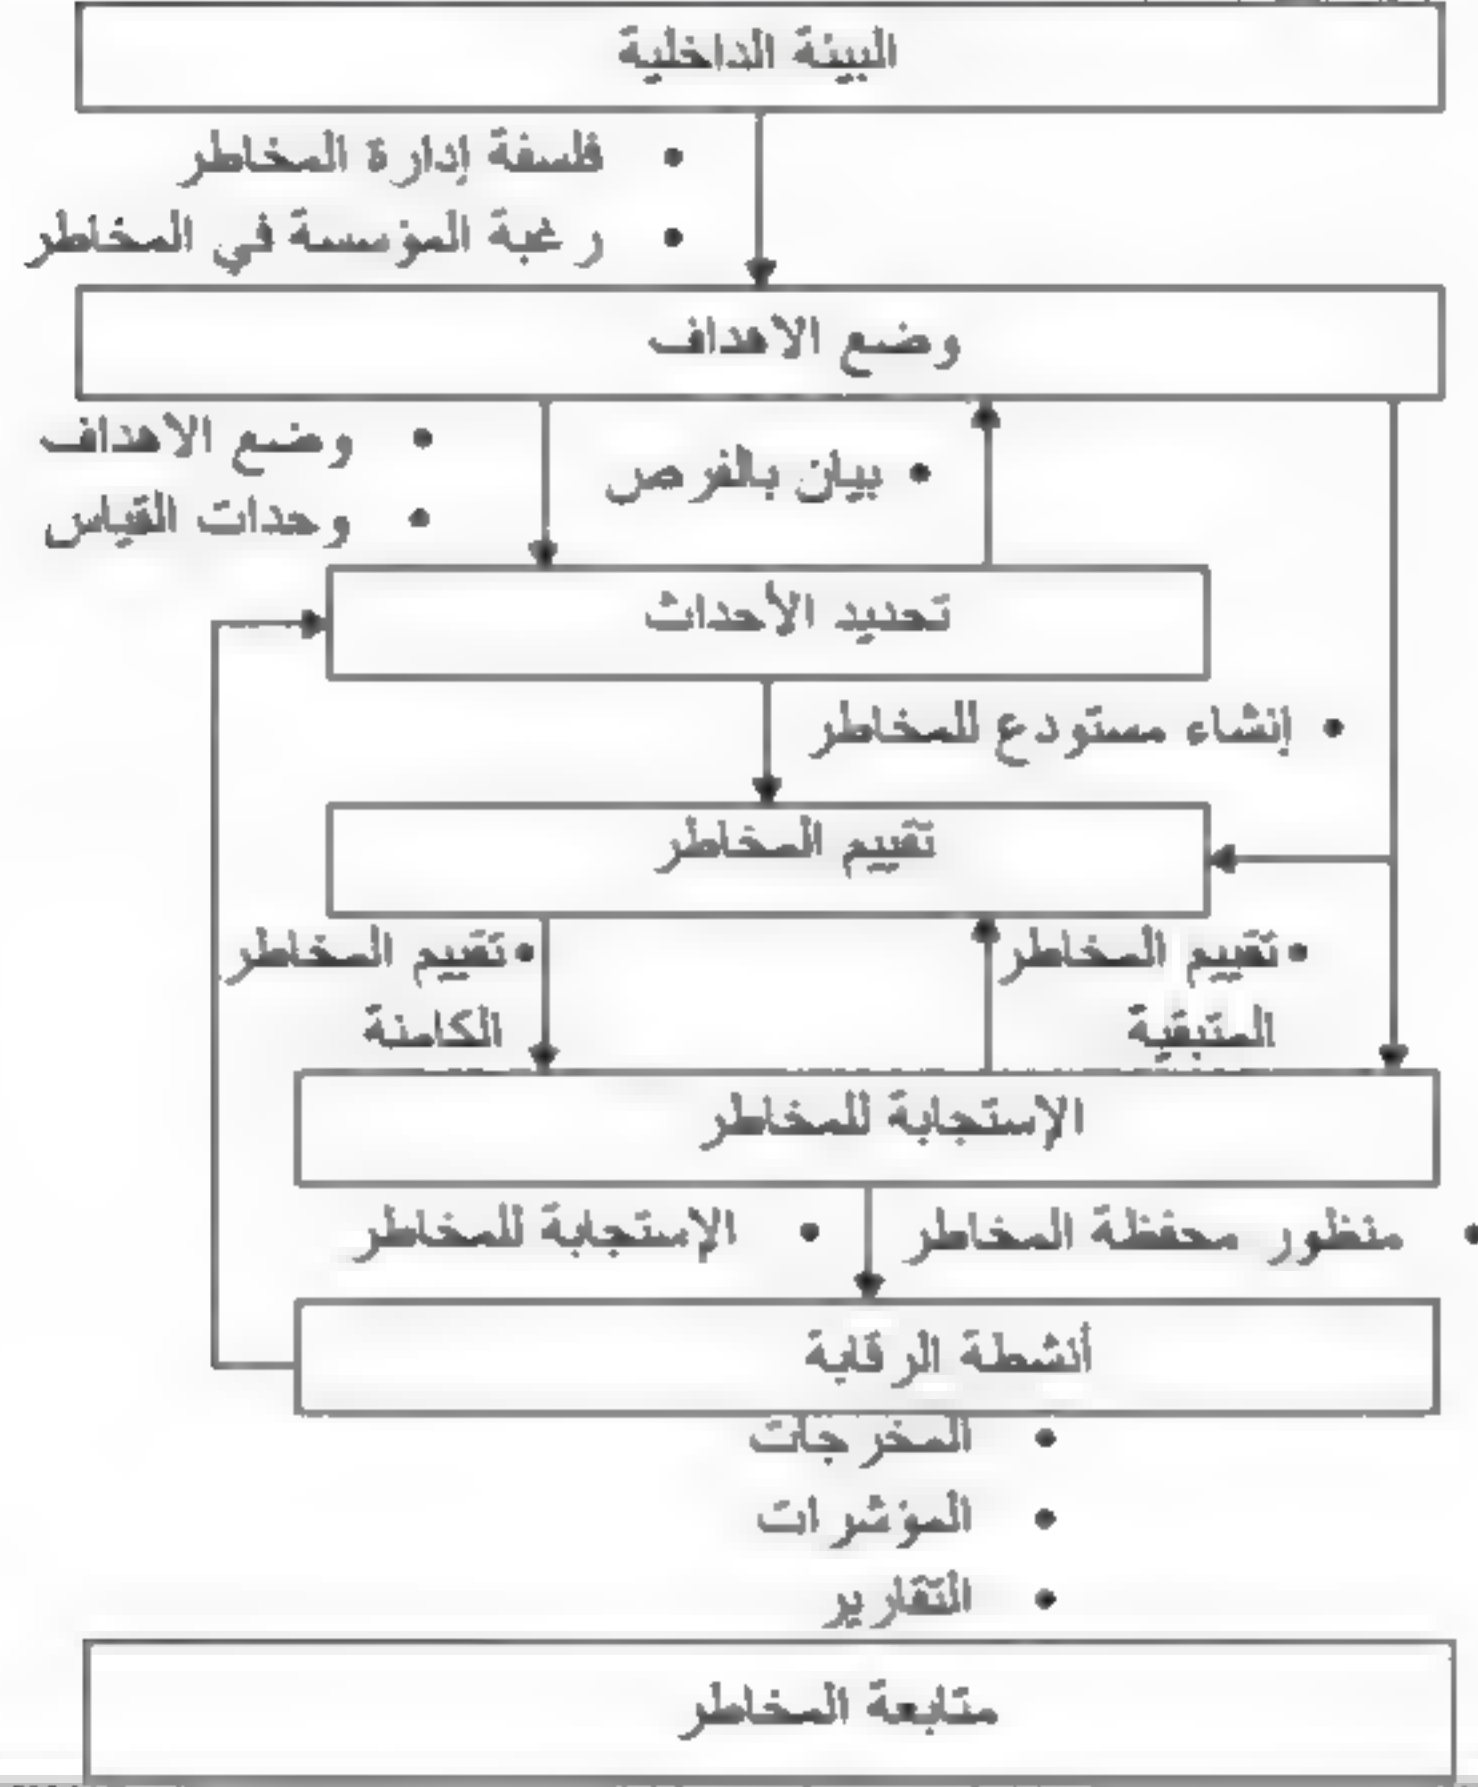 البيئة الداخلية
• فلسفة إدارة المخاطر
• رغبة المؤسسة في المخاطر
وضع الاهداف
• بيان بالفرص
• وضع الاهداف
• وحدات القياس
تحديد الأحداث
• إنشاء مستودع للمخاطر
تقييم المخاطر
• تقييم المخاطر
المتبقية
• تقييم المخاطر
الكامنة
الإستجابة للمخاطر
• منظور محفظة المخاطر
• الإستجابة للمخاطر
أنشطة الرقابة
• المخرجات
• المؤشرات
• التقارير
متابعة المخاطر